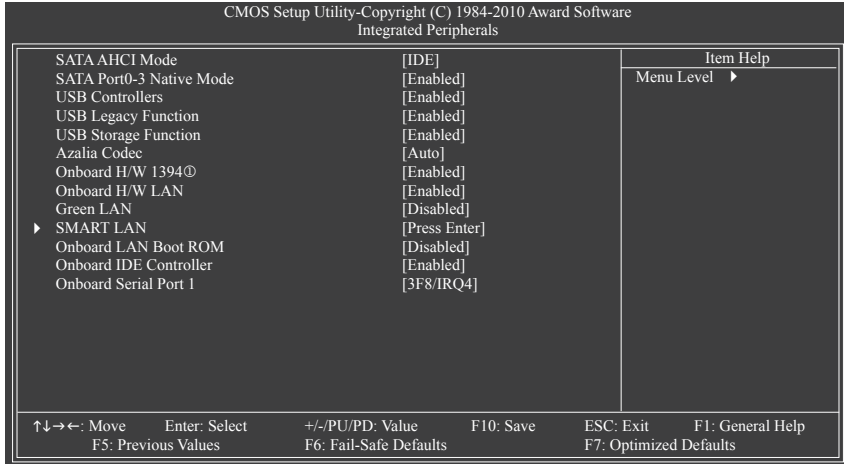 CMOS Setup Utility-Copyright (C) 1984-2010 Award Software
Integrated Peripherals
SATA AHCI Mode [IDE]
SATA Port0-3 Native Mode [Enabled]
USB Controllers [Enabled]
USB Legacy Function [Enabled]
USB Storage Function [Enabled]
Azalia Codec [Auto]
Onboard H/W 1394① [Enabled]
Onboard H/W LAN [Enabled]
Green LAN [Disabled]
SMART LAN [Press Enter]
Onboard LAN Boot ROM [Disabled]
Onboard IDE Controller [Enabled]
Onboard Serial Port 1 [3F8/IRQ4]
Item Help
Menu Level
↑↓→←: Move Enter: Select +/-/PU/PD: Value F10: Save ESC: Exit F1: General Help
F5: Previous Values F6: Fail-Safe Defaults F7: Optimized Defaults